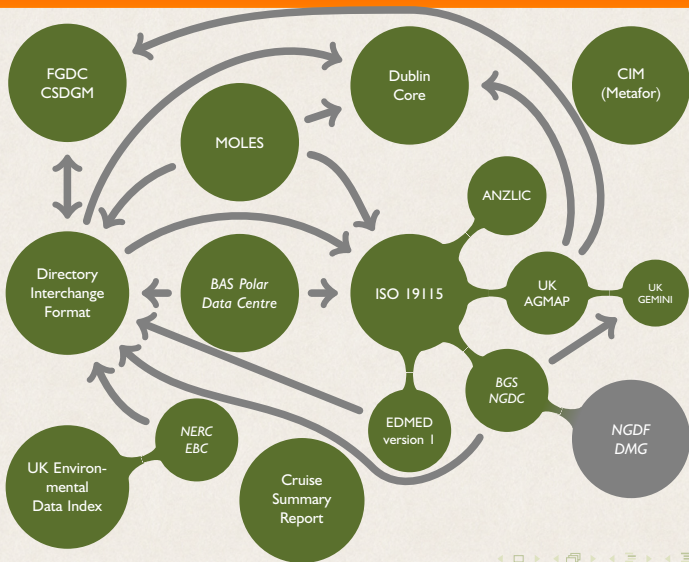 FGDC
CSDGM
Dublin
Core
CIM
(Metafor)
MOLES
ANZLIC
Directory
Interchange
Format
BAS Polar
Data Centre
ISO 19115
UK
AGMAP
UK
GEMINI
BGS
NGDC
EDMED
version 1
NERC
EBC
NGDF
DMG
UK Environ-
mental
Data Index
Cruise
Summary
Report